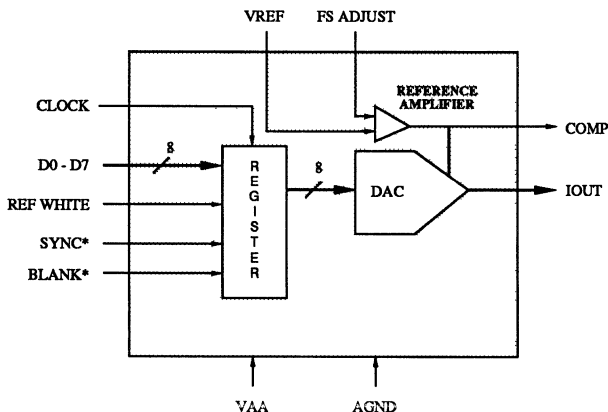 VREF
FS ADJUST
REFERENCE
AMPLIFIER
CLOCK
COMP
8
8
D0 - D7
REGISTER
DAC
IOUT
REF WHITE
SYNC*
BLANK*
VAA
AGND